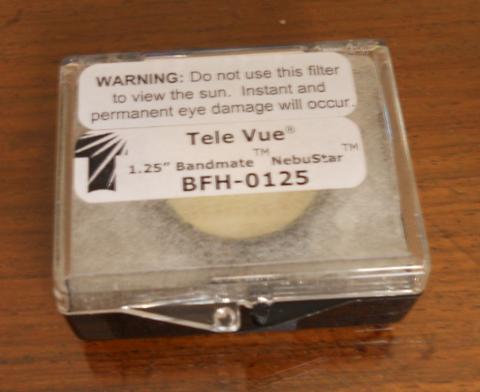 WARNING: Do not use this filter
to view the sun. Instant and
permanent eye damage will occur.
Tele Vue®
1.25" Bandmate™ NebuStar™
BFH-0125